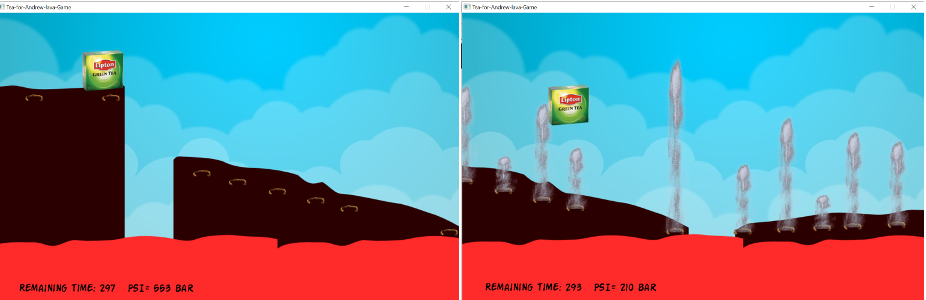 Tea-for-Andrew-Java-Game
Lipton
GREEN TEA
REMAINING TIME: 297 PSI= 553 BAR
Tea-for-Andrew-Java-Game
Lipton
GREEN TEA
REMAINING TIME: 293 PSI= 210 BAR